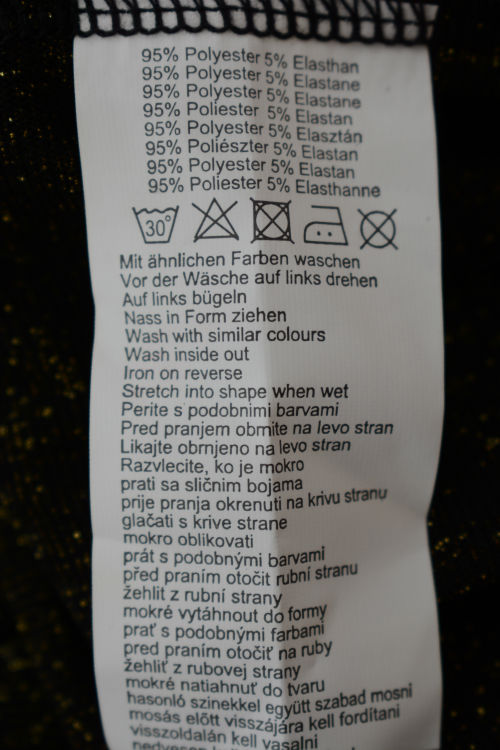 95% Polyester 5% Elasthan
95% Polyester 5% Elastane
95% Polyester 5% Elastane
95% Poliester 5% Elastan
95% Polyester 5% Elasztán
95% Poliészter 5% Elastan
95% Polyester 5% Elastan
95% Poliester 5% Elasthanne
30°
Mit ähnlichen Farben waschen
Vor der Wäsche auf links drehen
Auf links bügeln
Nass in Form ziehen
Wash with similar colours
Wash inside out
Iron on reverse
Stretch into shape when wet
Perite s podobnimi barvami
Pred pranjem obrnite na levo stran
Likajte obrnjeno na levo stran
Razvlecite, ko je mokro
prati sa sličnim bojama
prije pranja okrenuti na krivu stranu
glačati s krive strane
mokro oblikovati
prát s podobnými barvami
před praním otočit rubní stranu
žehlit z rubní strany
mokré vytáhnout do formy
prať s podobnými farbami
pred praním otočiť na ruby
žehliť z rubovej strany
mokré natiahnuť do tvaru
hasonló szinekkel együtt szabad mosni
mosás előtt visszájára kell fordítani
visszoldalán kell vasalni